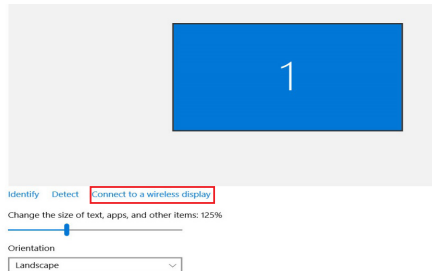 1
Identify Detect Connect to a wireless display
Change the size of text, apps, and other items: 125%
Orientation
Landscape